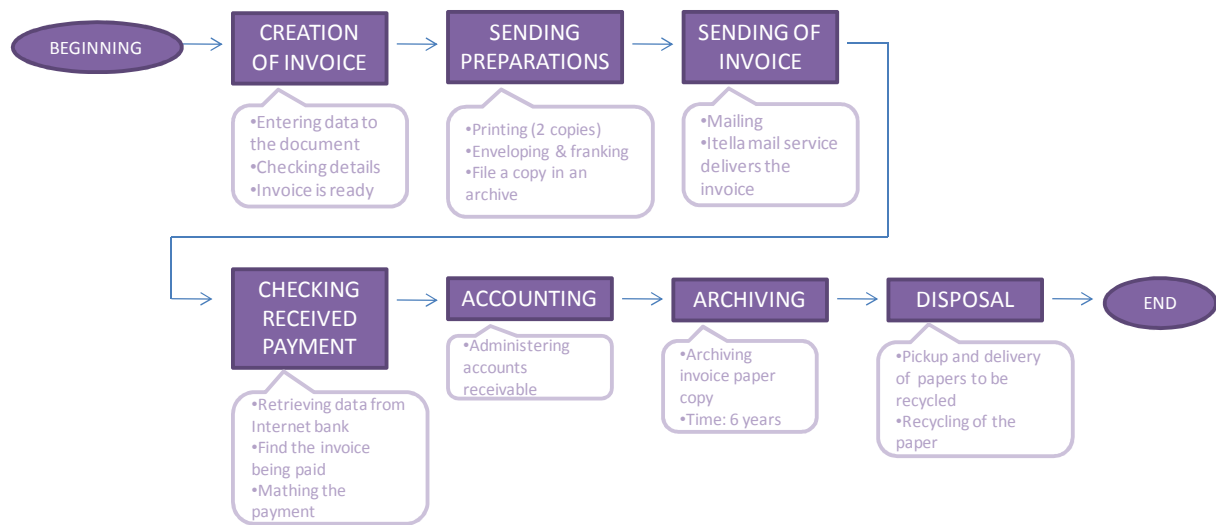 BEGINNING
CREATION
OF INVOICE
•Entering data to
the document
•Checking details
•Invoice is ready
SENDING
PREPARATIONS
•Printing (2 copies)
•Enveloping & franking
•File a copy in an
archive
SENDING OF
INVOICE
•Mailing
•Itella mail service
delivers the
invoice
CHECKING
RECEIVED
PAYMENT
•Retrieving data from
Internet bank
•Find the invoice
being paid
•Mathing the
payment
ACCOUNTING
•Administering
accounts
receivable
ARCHIVING
•Archiving
invoice paper
copy
•Time: 6 years
DISPOSAL
•Pickup and delivery
of papers to be
recycled
•Recycling of the
paper
END